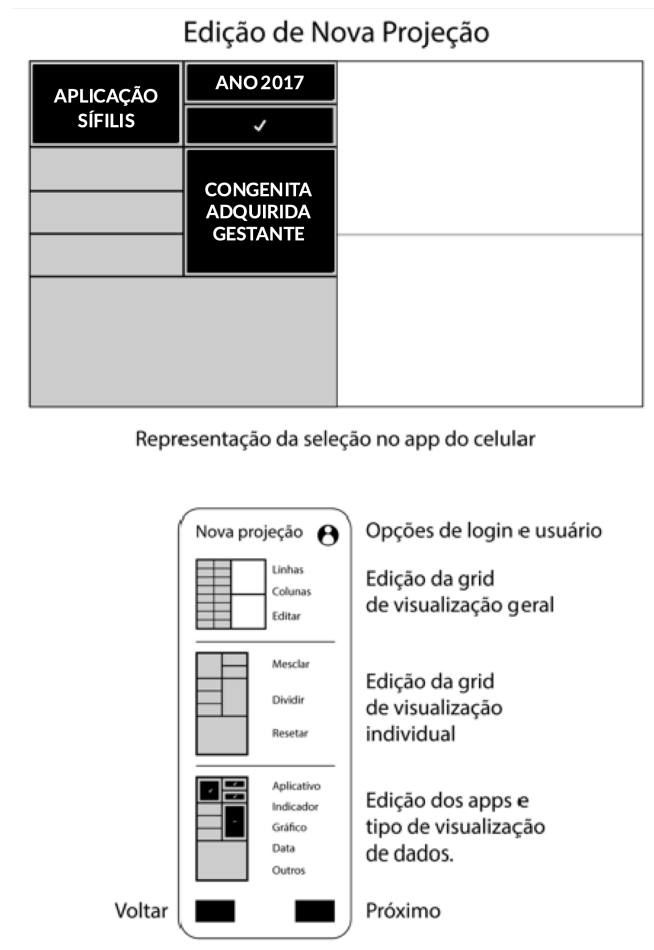 Edição de Nova Projeção
APLICAÇÃO
SÍFILIS
ANO 2017
CONGENITA
ADQUIRIDA
GESTANTE
Representação da seleção no app do celular
Nova projeção
Opções de login e usuário
Linhas
Colunas
Editar
Edição da grid
de visualização geral
Mesclar
Dividir
Resetar
Edição da grid
de visualização
individual
Aplicativo
Indicador
Gráfico
Data
Outros
Edição dos apps e
tipo de visualização
de dados.
Voltar
Próximo